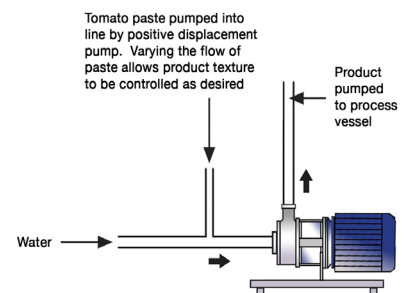 Tomato paste pumped into
line by positive displacement
pump. Varying the flow of
paste allows product texture
to be controlled as desired
Product
pumped
to process
vessel
Water